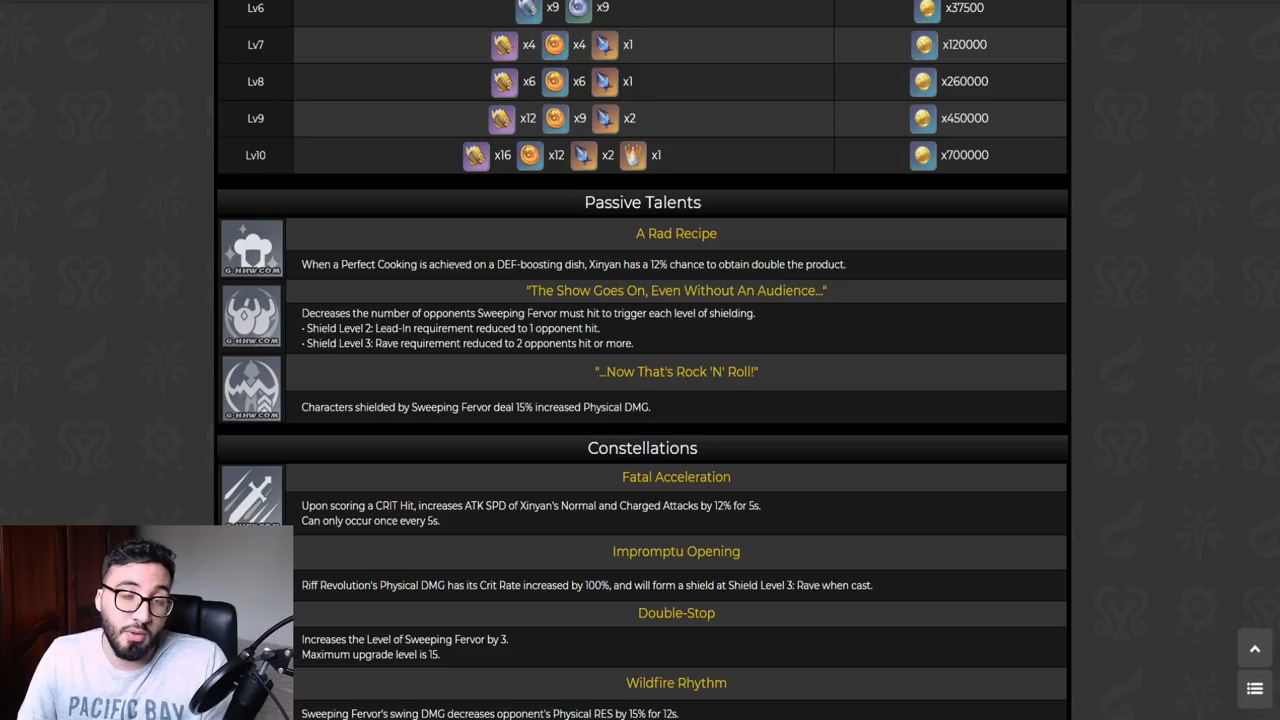 Lv6 x9 x9 x37500
Lv7 x4 x4 x1 x120000
Lv8 x6 x6 x1 x260000
Lv9 x12 x9 x2 x450000
Lv10 x16 x12 x2 x1 x700000
Passive Talents
A Rad Recipe
G-HHW.COM
When a Perfect Cooking is achieved on a DEF-boosting dish, Xinyan has a 12% chance to obtain double the product.
"The Show Goes On, Even Without An Audience..."
Decreases the number of opponents Sweeping Fervor must hit to trigger each level of shielding.
• Shield Level 2: Lead-In requirement reduced to 1 opponent hit.
• Shield Level 3: Rave requirement reduced to 2 opponents hit or more.
G-HHW.COM
"...Now That's Rock 'N' Roll!"
Characters shielded by Sweeping Fervor deal 15% increased Physical DMG.
G-HHW.COM
Constellations
Fatal Acceleration
Upon scoring a CRIT Hit, increases ATK SPD of Xinyan's Normal and Charged Attacks by 12% for 5s.
Can only occur once every 5s.
Impromptu Opening
Riff Revolution's Physical DMG has its Crit Rate increased by 100%, and will form a shield at Shield Level 3: Rave when cast.
Double-Stop
Increases the Level of Sweeping Fervor by 3.
Maximum upgrade level is 15.
Wildfire Rhythm
Sweeping Fervor's swing DMG decreases opponent's Physical RES by 15% for 12s.
PACIFIC BAY